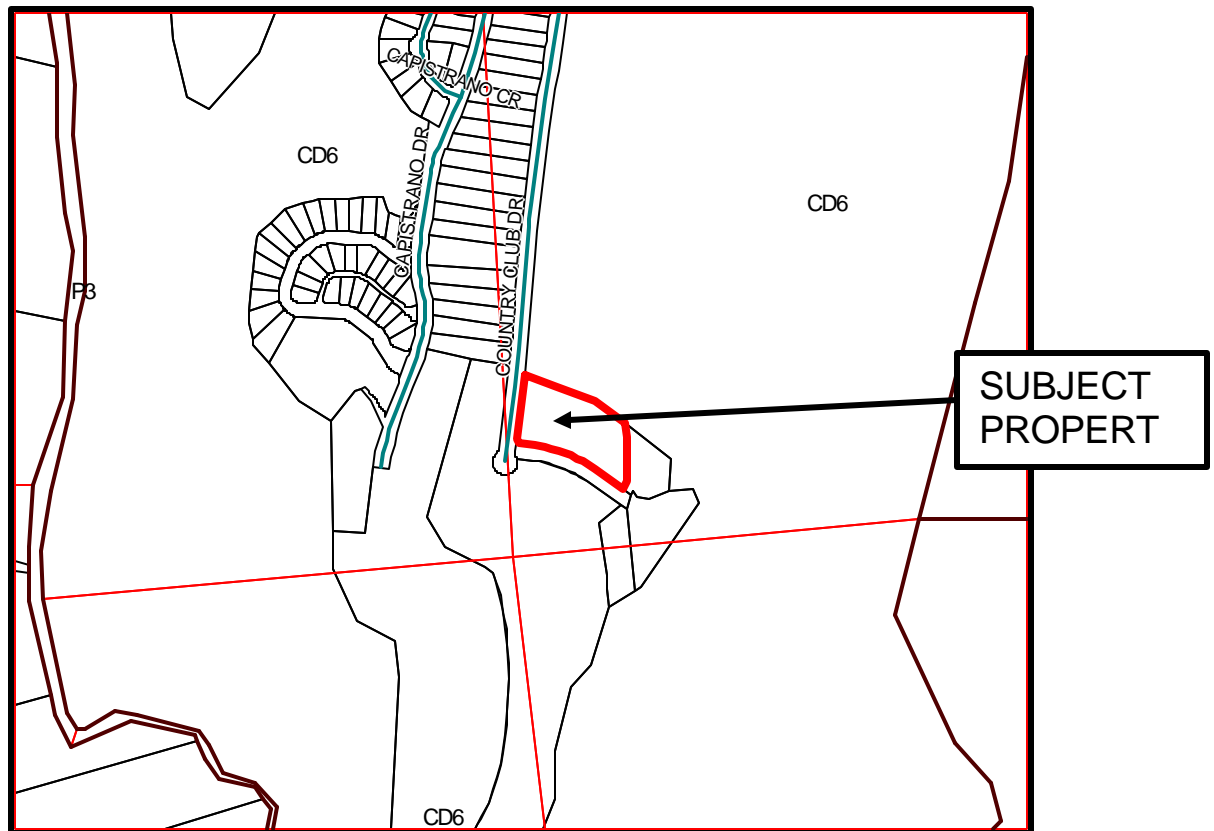 CAPISTRANO CR
CD6
CAPISTRANO DR
CD6
COUNTRY CLUB DR
P3
SUBJECT
PROPERT
CD6